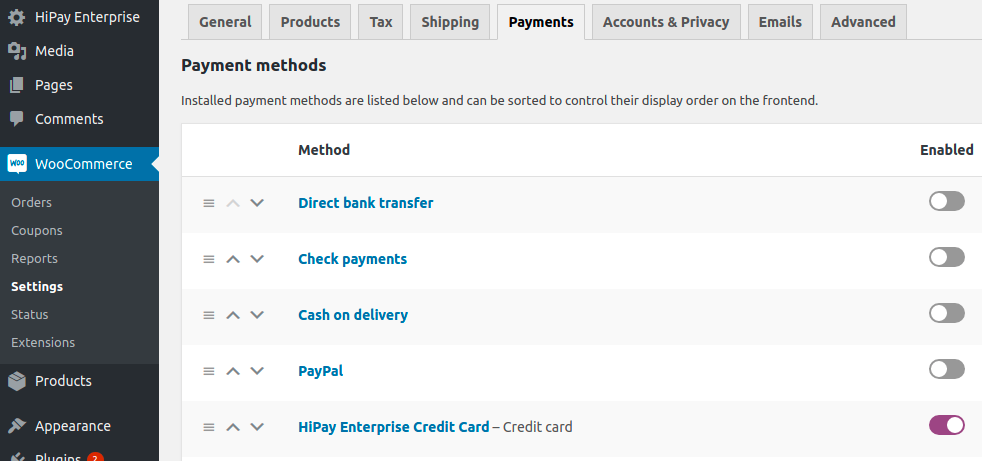 HiPay Enterprise
Media
Pages
Comments
WOO WooCommerce
Orders
Coupons
Reports
Settings
Status
Extensions
Products
Appearance
Plugins 2
General Products Tax Shipping Payments Accounts & Privacy Emails Advanced
Payment methods
Installed payment methods are listed below and can be sorted to control their display order on the frontend.
Method Enabled
Direct bank transfer
Check payments
Cash on delivery
PayPal
HiPay Enterprise Credit Card – Credit card